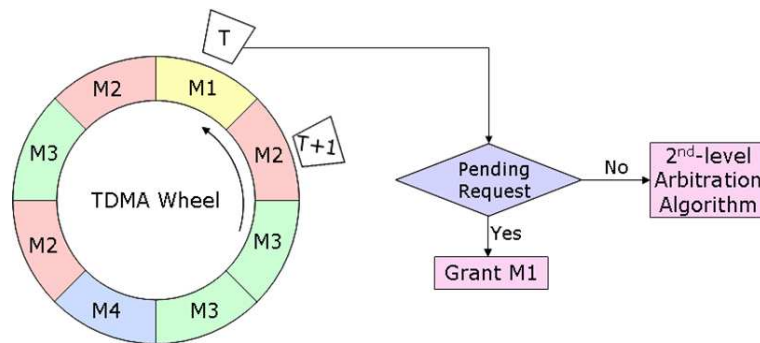 T
M1
M2
T+1
M2
M3
TDMA Wheel
M2
M3
M4
M3
Pending
Request
No
2nd-level
Arbitration
Algorithm
Yes
Grant M1